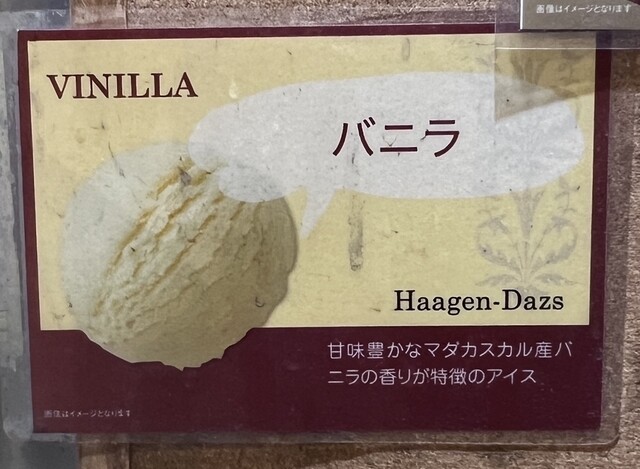 画像はイメージとなります
VINILLA
バニラ
Haagen-Dazs
甘味豊かなマダカスカル産バ
ニラの香りが特徴のアイス
画像はイメージとなります